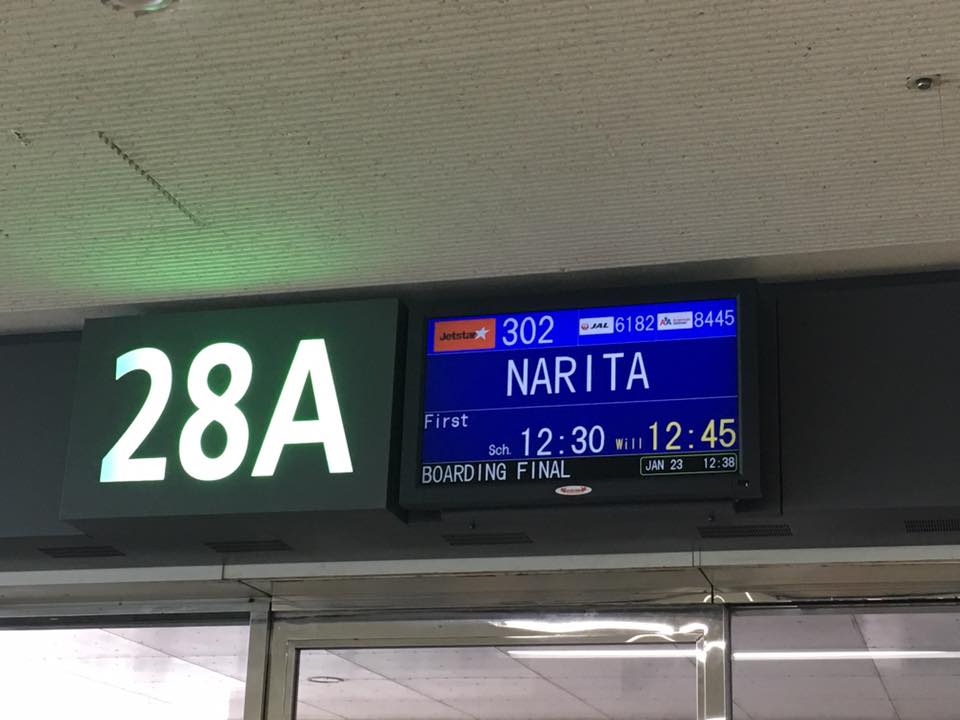 28A
Jetstar 302 JAL 6182 AA 8445
NARITA
First
Sch. 12:30 Will 12:45
BOARDING FINAL JAN 23 12:38